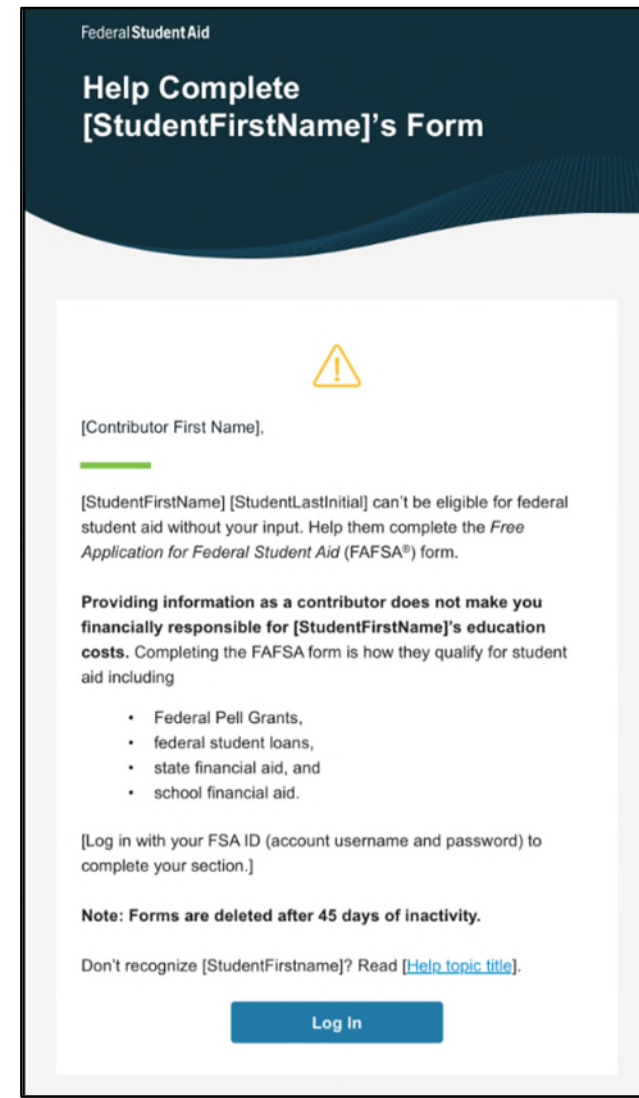 Federal Student Aid
Help Complete
[StudentFirstName]'s Form
[Contributor First Name],
[StudentFirstName] [StudentLastInitial] can't be eligible for federal
student aid without your input. Help them complete the Free
Application for Federal Student Aid (FAFSA®) form.
Providing information as a contributor does not make you
financially responsible for [StudentFirstName]'s education
costs. Completing the FAFSA form is how they qualify for student
aid including
• Federal Pell Grants,
• federal student loans,
• state financial aid, and
• school financial aid.
[Log in with your FSA ID (account username and password) to
complete your section.]
Note: Forms are deleted after 45 days of inactivity.
Don't recognize [StudentFirstname]? Read [Help topic title].
Log In